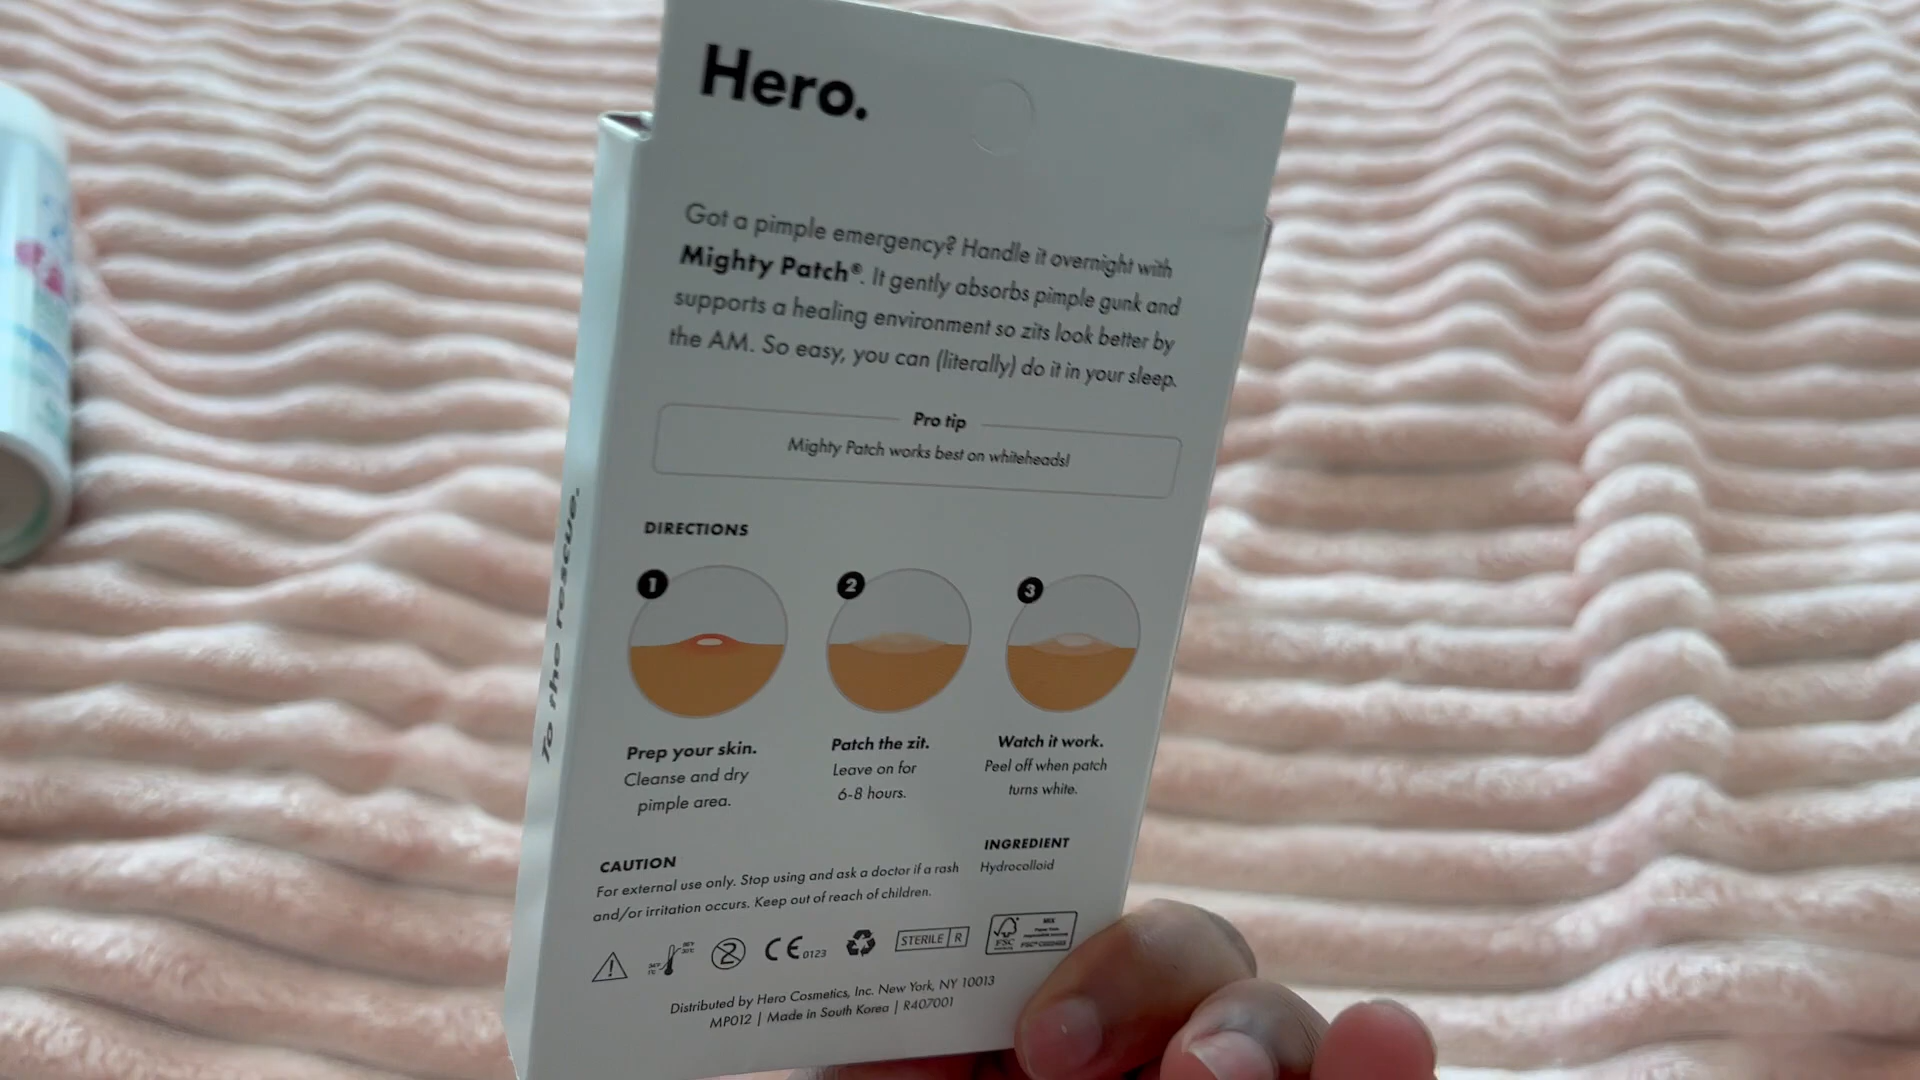 Hero.
Got a pimple emergency? Handle it overnight with
Mighty Patch®. It gently absorbs pimple gunk and
supports a healing environment so zits look better by
the AM. So easy, you can (literally) do it in your sleep.
Pro tip
Mighty Patch works best on whiteheads!
To the rescue.
DIRECTIONS
1
2
3
Prep your skin.
Cleanse and dry
pimple area.
Patch the zit.
Leave on for
6-8 hours.
Watch it work.
Peel off when patch
turns white.
CAUTION
For external use only. Stop using and ask a doctor if a rash
and/or irritation occurs. Keep out of reach of children.
INGREDIENT
Hydrocolloid
2
CE 0123
STERILE R
FSC
MIX
Distributed by Hero Cosmetics, Inc. New York, NY 10013
MP012 | Made in South Korea | R407001